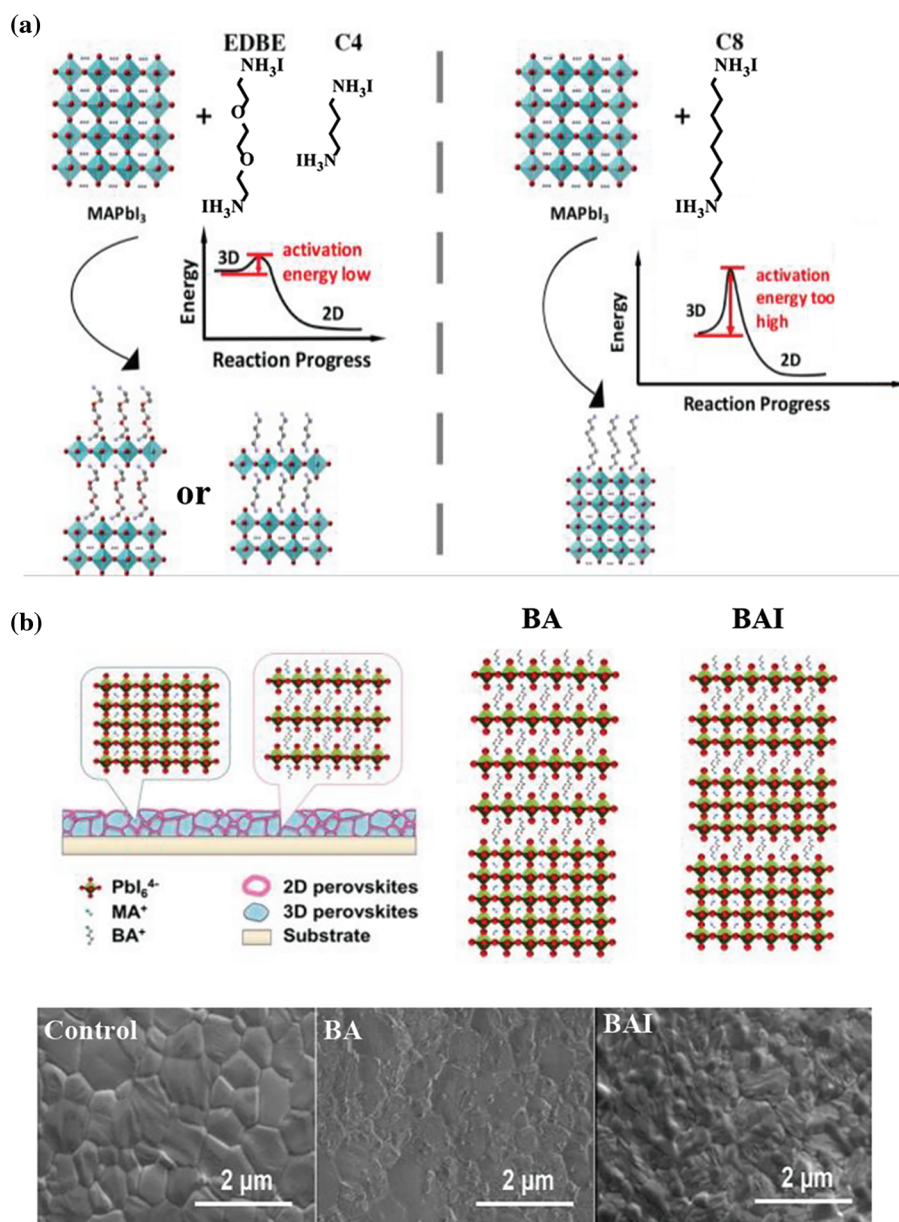 (a)
EDBE
C4
NH₃I
NH₃I
O
O
IH₃N
IH₃N
+
MAPbI₃
3D
activation
energy low
2D
Energy
Reaction Progress
or
C8
NH₃I
+
IH₃N
MAPbI₃
3D
activation
energy too
high
2D
Energy
Reaction Progress
(b)
BA
BAI
PbI₆⁴⁻
MA⁺
BA⁺
2D perovskites
3D perovskites
Substrate
Control
2 µm
BA
2 µm
BAI
2 µm